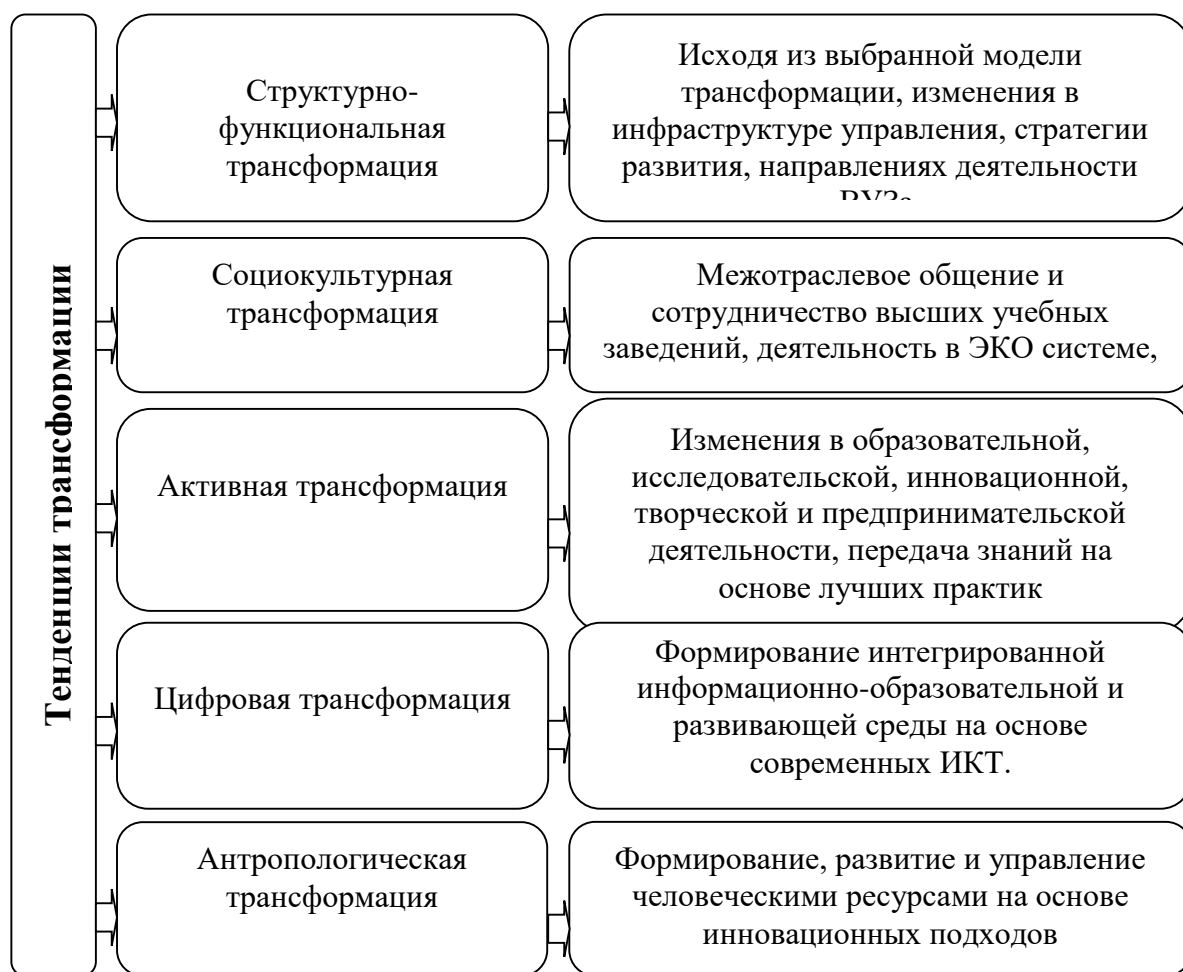 Тенденции трансформации
Структурно-
функциональная
трансформация
Исходя из выбранной модели
трансформации, изменения в
инфраструктуре управления, стратегии
развития, направлениях деятельности
Социокультурная
трансформация
Межотраслевое общение и
сотрудничество высших учебных
заведений, деятельность в ЭКО системе,
Активная трансформация
Изменения в образовательной,
исследовательской, инновационной,
творческой и предпринимательской
деятельности, передача знаний на
основе лучших практик
Цифровая трансформация
Формирование интегрированной
информационно-образовательной и
развивающей среды на основе
современных ИКТ.
Антропологическая
трансформация
Формирование, развитие и управление
человеческими ресурсами на основе
инновационных подходов